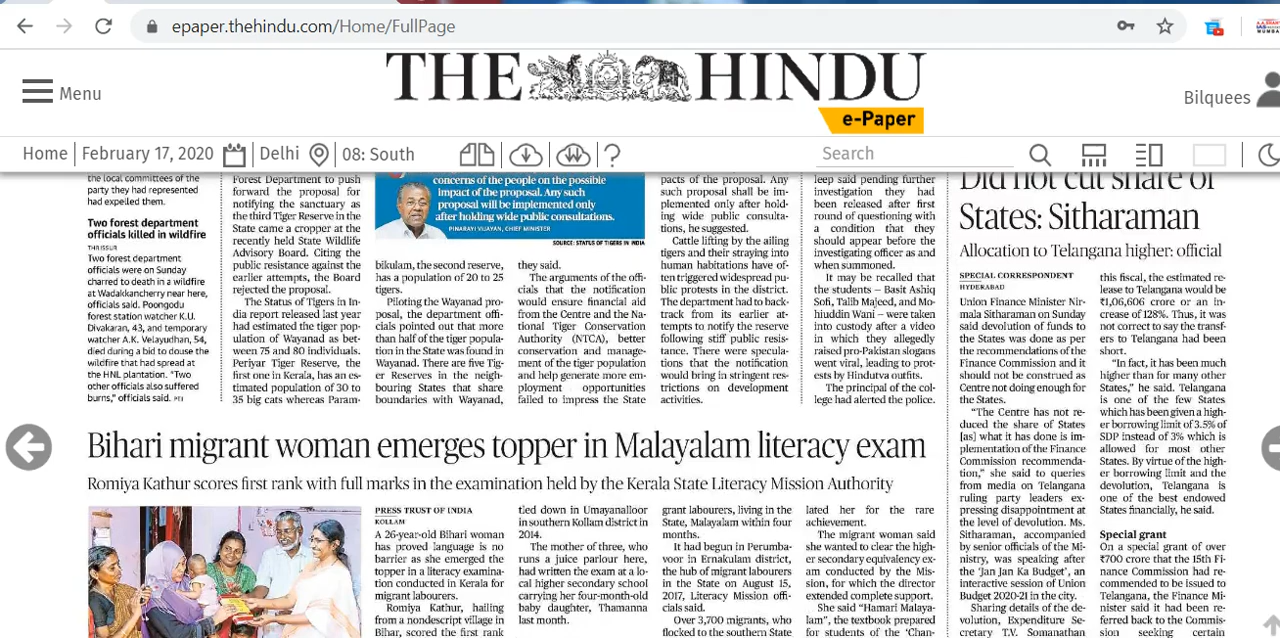 epaper.thehindu.com/Home/FullPage
Menu
THE HINDU
e-Paper
Bilquees
Home
February 17, 2020
Delhi
08: South
Search
the local committees of the
party they had represented
had expelled them.
Two forest department
officials killed in wildfire
THRISSUR
Two forest department
officials were on Sunday
charred to death in a wildfire
at Wadakkancherry near here,
officials said. Poongodu
forest station watcher K.U.
Divakaran, 43, and temporary
watcher A.K. Velayudhan, 54,
died during a bid to douse the
wildfire that had spread at
the HNL plantation. "Two
other officials also suffered
burns," officials said. PTI
Forest Department to push
forward the proposal for
notifying the sanctuary as
the third Tiger Reserve in the
State came a cropper at the
recently held State Wildlife
Advisory Board. Citing the
public resistance against the
earlier attempts, the Board
rejected the proposal.
The Status of Tigers in In-
dia report released last year
had estimated the tiger pop-
ulation of Wayanad as bet-
ween 75 and 80 individuals.
Periyar Tiger Reserve, the
first one in Kerala, has an es-
timated population of 30 to
35 big cats whereas Param-
concerns of the people on the possible
impact of the proposal. Any such
proposal will be implemented only
after holding wide public consultations.
PINARAYI VIJAYAN, CHIEF MINISTER
SOURCE: STATUS OF TIGERS IN INDIA
bikulam, the second reserve,
has a population of 20 to 25
tigers.
Piloting the Wayanad pro-
posal, the department offi-
cials pointed out that more
than half of the tiger popula-
tion in the State was found in
Wayanad. There are five Tig-
er Reserves in the neigh-
bouring States that share
boundaries with Wayanad,
they said.
The arguments of the offi-
cials that the notification
would ensure financial aid
from the Centre and the Na-
tional Tiger Conservation
Authority (NTCA), better
conservation and manage-
ment of the tiger population
and help generate more em-
ployment opportunities
failed to impress the State
pacts of the proposal. Any
such proposal shall be im-
plemented only after hold-
ing wide public consulta-
tions, he suggested.
Cattle lifting by the ailing
tigers and their straying into
human habitations have of-
ten triggered widespread pu-
blic protests in the district.
The department had to back-
track from its earlier at-
tempts to notify the reserve
following stiff public resis-
tance. There were specula-
tions that the notification
would bring in stringent res-
trictions on development
activities.
leep said pending further
investigation they had
been released after first
round of questioning with
a condition that they
should appear before the
investigating officer as and
when summoned.
It may be recalled that
the students – Basit Ashiq
Sofi, Talib Majeed, and Mo-
hiuddin Wani – were taken
into custody after a video
in which they allegedly
raised pro-Pakistan slogans
went viral, leading to prot-
ests by Hindutva outfits.
The principal of the col-
lege had alerted the police.
Did not cut share of
States: Sitharaman
Allocation to Telangana higher: official
SPECIAL CORRESPONDENT
HYDERABAD
Union Finance Minister Nir-
mala Sitharaman on Sunday
said devolution of funds to
the States was done as per
the recommendations of the
Finance Commission and it
should not be construed as
Centre not doing enough for
the States.
"The Centre has not re-
duced the share of States
[as] what it has done is im-
plementation of the Finance
Commission recommenda-
tion," she said to queries
from media on Telangana
ruling party leaders ex-
pressing disappointment at
the level of devolution. Ms.
Sitharaman, accompanied
by senior officials of the Mi-
nistry, was speaking after
the 'Jan Jan Ka Budget', an
interactive session of Union
Budget 2020-21 in the city.
Sharing details of the de-
volution, Expenditure Se-
cretary T.V. Somanathan
this fiscal, the estimated re-
lease to Telangana would be
₹1,06,606 crore or an in-
crease of 128%. Thus, it was
not correct to say the transf-
ers to Telangana had been
short.
"In fact, it has been much
higher than for many other
States," he said. Telangana
is one of the few States
which has been given a high-
er borrowing limit of 3.5% of
SDP instead of 3% which is
allowed for most other
States. By virtue of the high-
er borrowing limit and the
devolution, Telangana is
one of the best endowed
States financially, he said.
Special grant
On a special grant of over
₹700 crore that the 15th Fi-
nance Commission had re-
commended to be issued to
Telangana, the Finance Mi-
nister said it had been re-
ferred back to the Commis-
sion seeking certain
Bihari migrant woman emerges topper in Malayalam literacy exam
Romiya Kathur scores first rank with full marks in the examination held by the Kerala State Literacy Mission Authority
PRESS TRUST OF INDIA
KOLLAM
A 26-year-old Bihari woman
has proved language is no
barrier as she emerged the
topper in a literacy examina-
tion conducted in Kerala for
migrant labourers.
Romiya Kathur, hailing
from a nondescript village in
Bihar, scored the first rank
tied down in Umayanalloor
in southern Kollam district in
2014.
The mother of three, who
runs a juice parlour here,
had written the exam at a lo-
cal higher secondary school
carrying her four-month-old
baby daughter, Thamanna
last month.
grant labourers, living in the
State, Malayalam within four
months.
It had begun in Perumba-
voor in Ernakulam district,
the hub of migrant labourers
in the State on August 15,
2017, Literacy Mission offi-
cials said.
Over 3,700 migrants, who
flocked to the southern State
lated her for the rare
achievement.
The migrant woman said
she wanted to clear the high-
er secondary equivalency ex-
am conducted by the Mis-
sion, for which the director
extended complete support.
She said "Hamari Malaya-
lam", the textbook prepared
for students of the 'Chan-